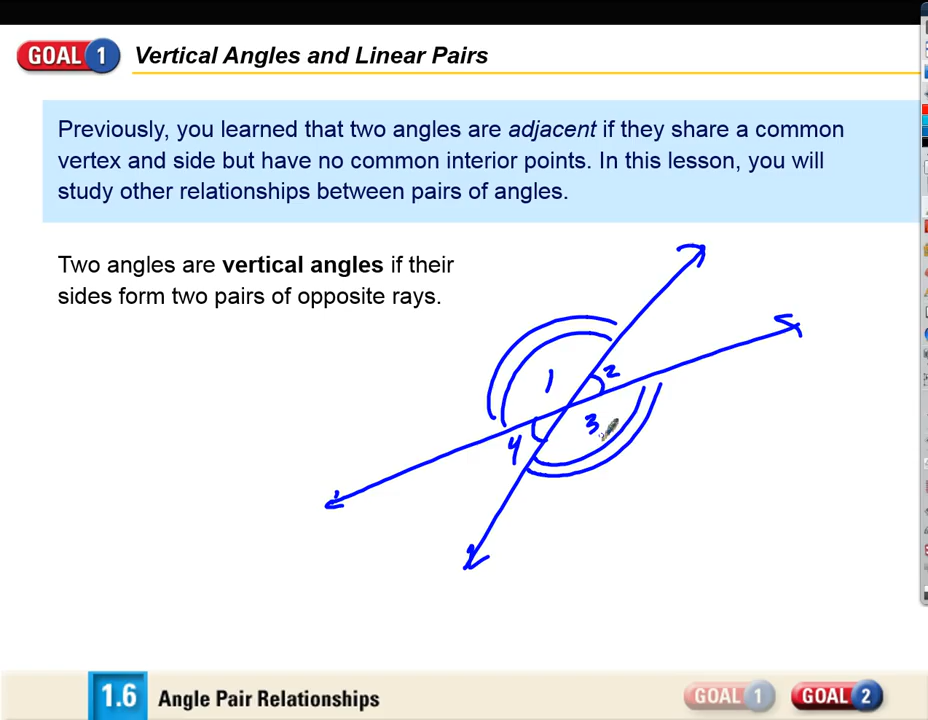 GOAL 1 Vertical Angles and Linear Pairs
Previously, you learned that two angles are adjacent if they share a common
vertex and side but have no common interior points. In this lesson, you will
study other relationships between pairs of angles.
Two angles are vertical angles if their
sides form two pairs of opposite rays.
1
2
3
4
1.6 Angle Pair Relationships
GOAL 1 GOAL 2